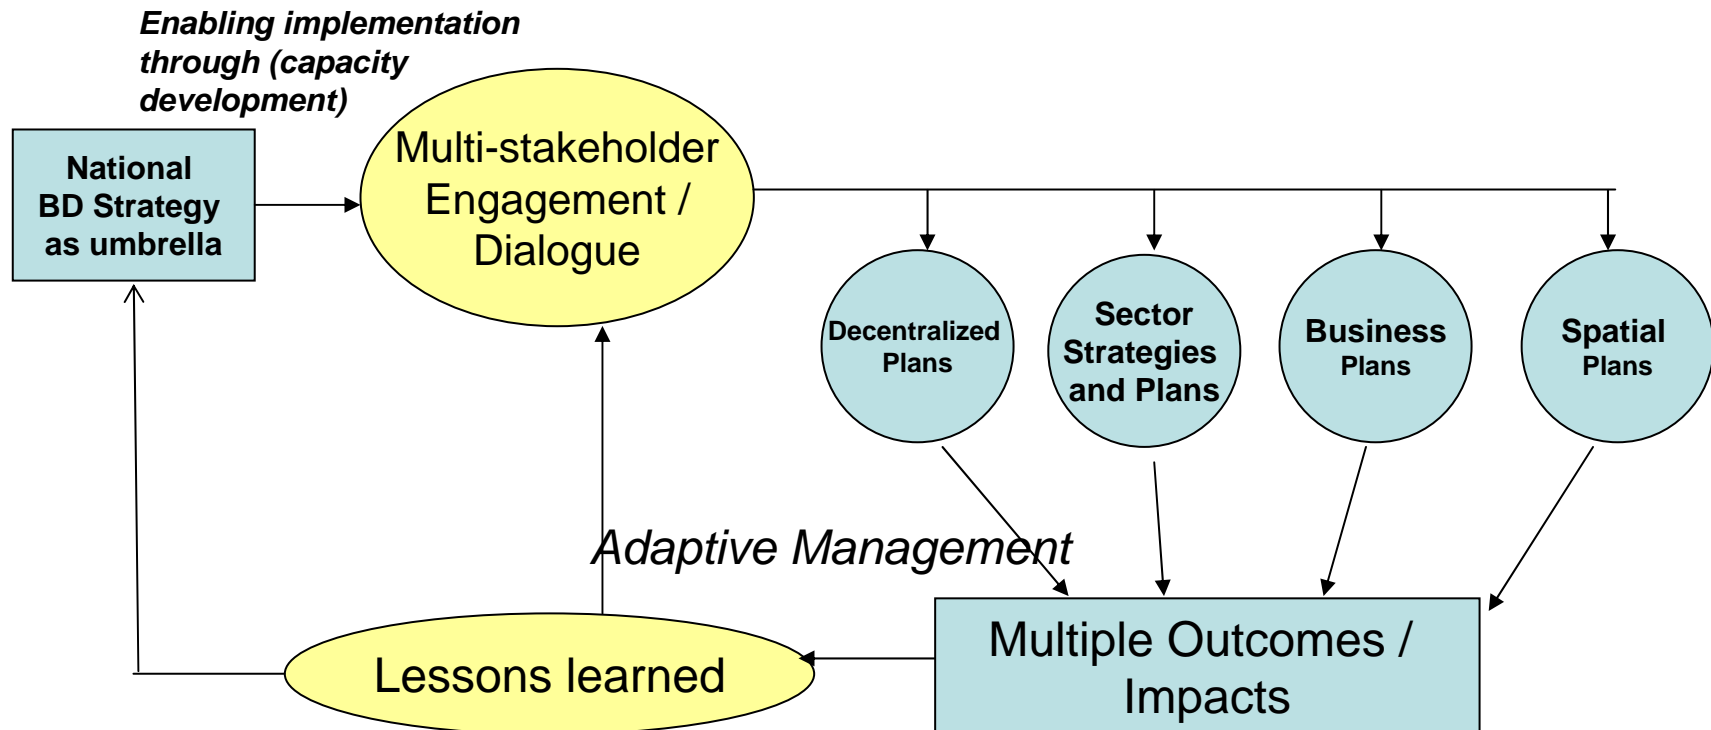 Enabling implementation
through (capacity
development)
National
BD Strategy
as umbrella
Multi-stakeholder
Engagement /
Dialogue
Decentralized
Plans
Sector
Strategies
and Plans
Business
Plans
Spatial
Plans
Adaptive Management
Lessons learned
Multiple Outcomes /
Impacts